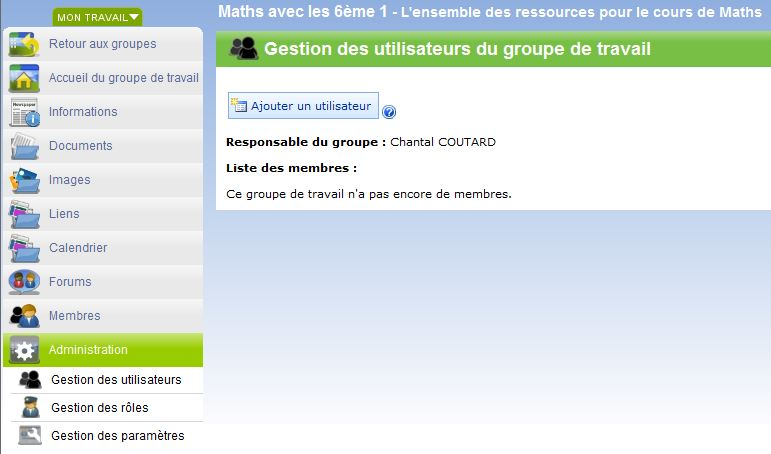 MON TRAVAIL
Maths avec les 6ème 1 - L'ensemble des ressources pour le cours de Maths
Retour aux groupes
Accueil du groupe de travail
Informations
Documents
Images
Liens
Calendrier
Forums
Membres
Administration
Gestion des utilisateurs
Gestion des rôles
Gestion des paramètres
Gestion des utilisateurs du groupe de travail
Ajouter un utilisateur
Responsable du groupe : Chantal COUTARD
Liste des membres :
Ce groupe de travail n'a pas encore de membres.